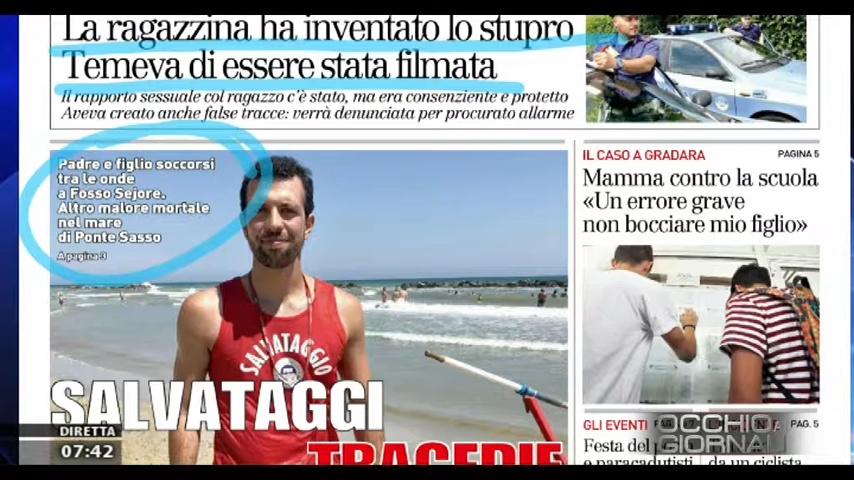 La ragazzina ha inventato lo stupro
Temeva di essere stata filmata
Il rapporto sessuale col ragazzo c'è stato, ma era consenziente e protetto
Aveva creato anche false tracce: verrà denunciata per procurato allarme
Padre e figlio soccorsi
tra le onde
a Fosso Sejore.
Altro malore mortale
nel mare
di Ponte Sasso
A pagina 3
SALVATAGGIO
SALVATAGGI
TRAGEDIE
IL CASO A GRADARA
PAGINA 5
Mamma contro la scuola
«Un errore grave
non bocciare mio figlio»
GLI EVENTI
PAG. 5
Festa del
e paracadutisti
da un ciclista
OCCHIO
GIORNALI
DIRETTA
07:42